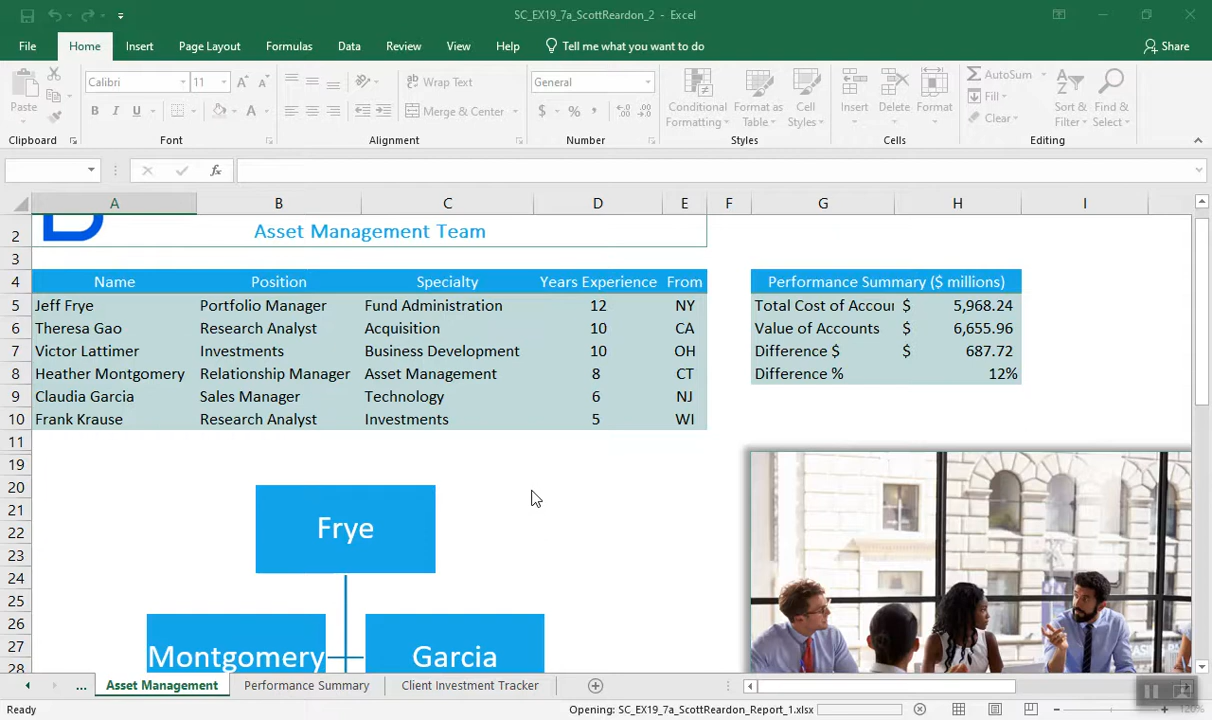 SC_EX19_7a_ScottReardon_2 - Excel
File Home Insert Page Layout Formulas Data Review View Help Tell me what you want to do Share
Calibri 11 Wrap Text General AutoSum
Paste B I U Merge & Center $ % , Conditional Formatting Format as Table Cell Styles Insert Delete Format Fill Sort & Filter Find & Select
Clear
Clipboard Font Alignment Number Styles Cells Editing
fx
A B C D E F G H I
2 Asset Management Team
3
4 Name Position Specialty Years Experience From Performance Summary ($ millions)
5 Jeff Frye Portfolio Manager Fund Administration 12 NY Total Cost of Accour $ 5,968.24
6 Theresa Gao Research Analyst Acquisition 10 CA Value of Accounts $ 6,655.96
7 Victor Lattimer Investments Business Development 10 OH Difference $ $ 687.72
8 Heather Montgomery Relationship Manager Asset Management 8 CT Difference % 12%
9 Claudia Garcia Sales Manager Technology 6 NJ
10 Frank Krause Research Analyst Investments 5 WI
11
19
20
21
22 Frye
23
24
25
26
27 Montgomery Garcia
28
... Asset Management Performance Summary Client Investment Tracker
Ready Opening: SC_EX19_7a_ScottReardon_Report_1.xlsx 120%